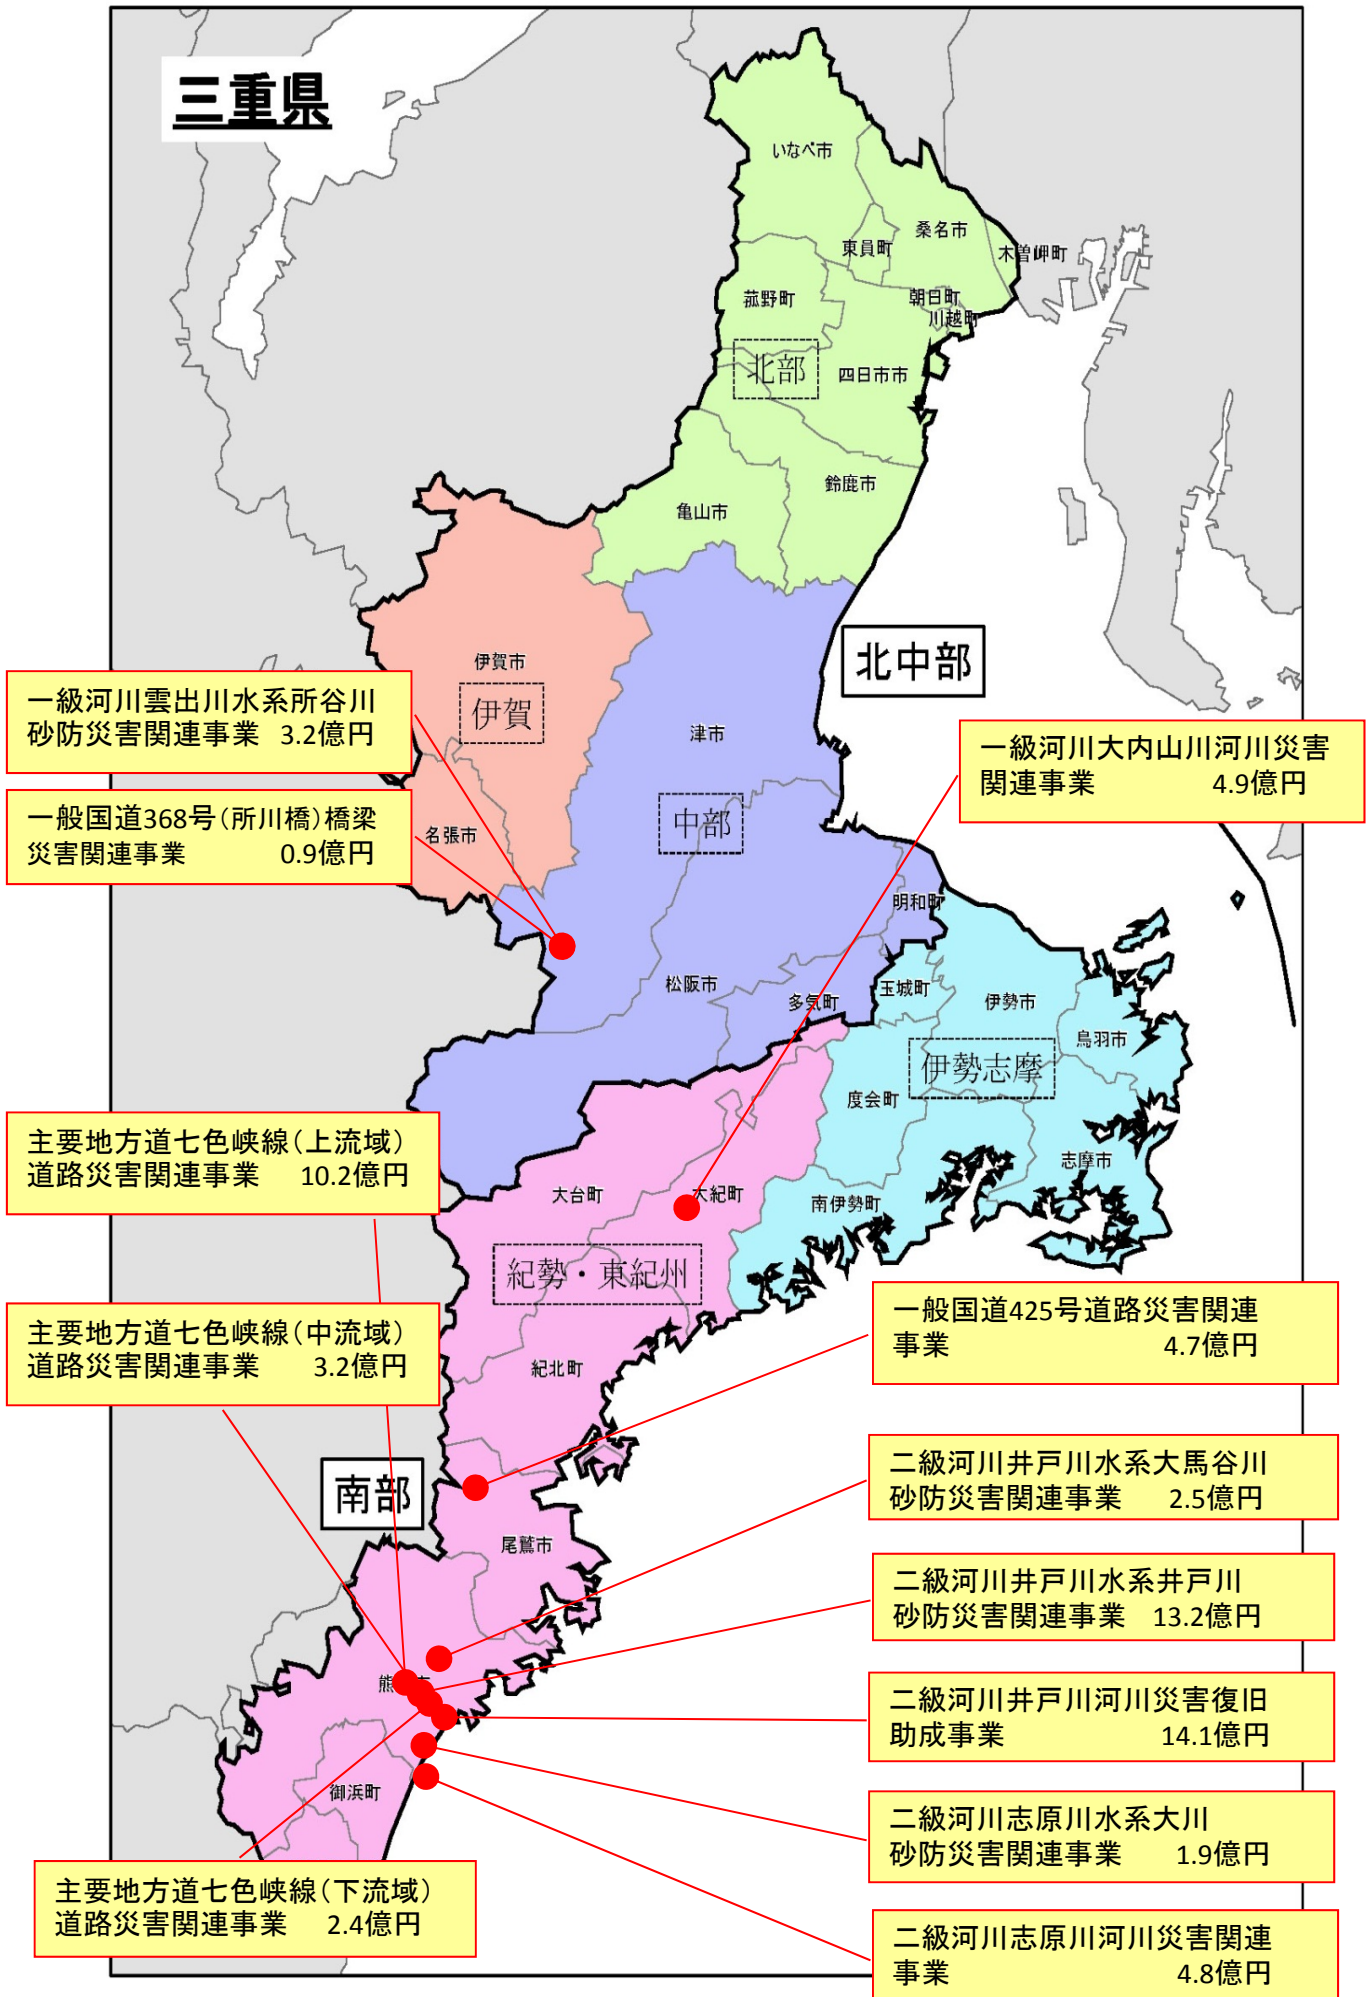 三重県
いなべ市
桑名市
東員町
木曽岬町
菰野町
朝日町
川越町
北部
四日市市
鈴鹿市
亀山市
北中部
伊賀市
伊賀
一級河川雲出川水系所谷川
砂防災害関連事業 3.2億円
津市
一級河川大内山川河川災害
関連事業 4.9億円
一般国道368号(所川橋)橋梁
災害関連事業 0.9億円
名張市
中部
明和町
松阪市
多気町
玉城町
伊勢市
鳥羽市
伊勢志摩
度会町
主要地方道七色峡線(上流域)
道路災害関連事業 10.2億円
志摩市
大台町
大紀町
南伊勢町
紀勢・東紀州
主要地方道七色峡線(中流域)
道路災害関連事業 3.2億円
一般国道425号道路災害関連
事業 4.7億円
紀北町
南部
二級河川井戸川水系大馬谷川
砂防災害関連事業 2.5億円
尾鷲市
二級河川井戸川水系井戸川
砂防災害関連事業 13.2億円
熊
二級河川井戸川河川災害復旧
助成事業 14.1億円
御浜町
二級河川志原川水系大川
砂防災害関連事業 1.9億円
主要地方道七色峡線(下流域)
道路災害関連事業 2.4億円
二級河川志原川河川災害関連
事業 4.8億円